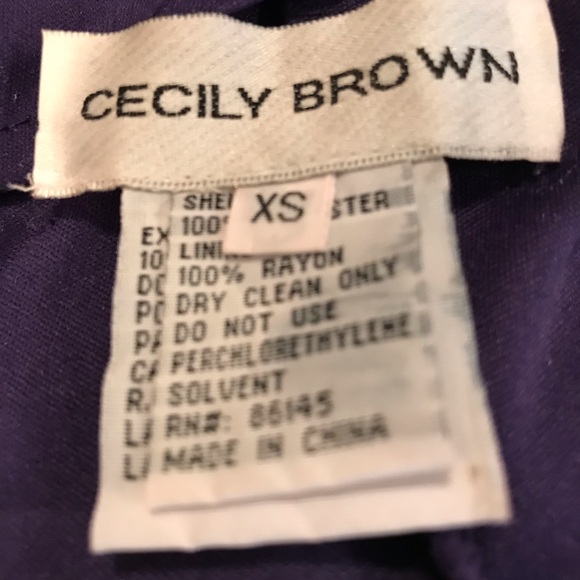 CECILY BROWN
XS
SHE STER
100
LIN
100% RAYON
DRY CLEAN ONLY
DO NOT USE
PERCHLORETHYLENE
SOLVENT
RN#: 86145
MADE IN CHINA